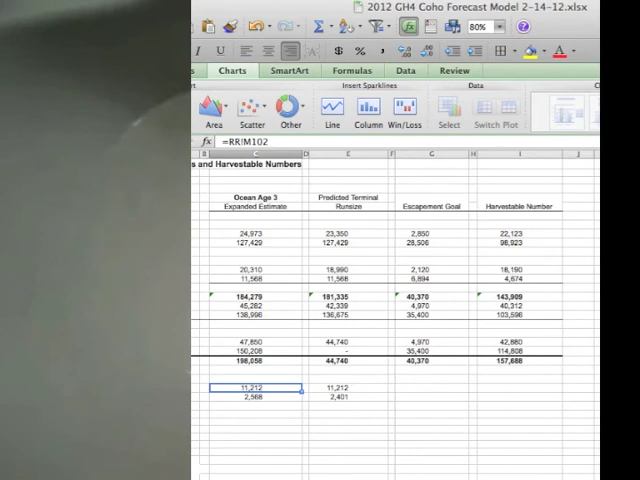 2012 GH4 Coho Forecast Model 2-14-12.xlsx
80%
I U A $ % ,
Charts SmartArt Formulas Data Review
Insert Sparklines Data
Area Scatter Other Line Column Win/Loss Select Switch Plot
fx =RR!M102
B C D E F G H I J
s and Harvestable Numbers
Ocean Age 3 Predicted Terminal
Expanded Estimate Runsize Escapement Goal Harvestable Number
24,973 23,350 2,850 22,123
127,429 127,429 28,506 98,923
20,310 18,990 2,120 18,190
11,568 11,568 6,894 4,674
184,279 181,335 40,370 143,909
45,282 42,339 4,970 40,312
138,996 136,675 35,400 103,596
47,850 44,740 4,970 42,880
150,208 - 35,400 114,808
198,058 44,740 40,370 157,688
11,212 11,212
2,568 2,401